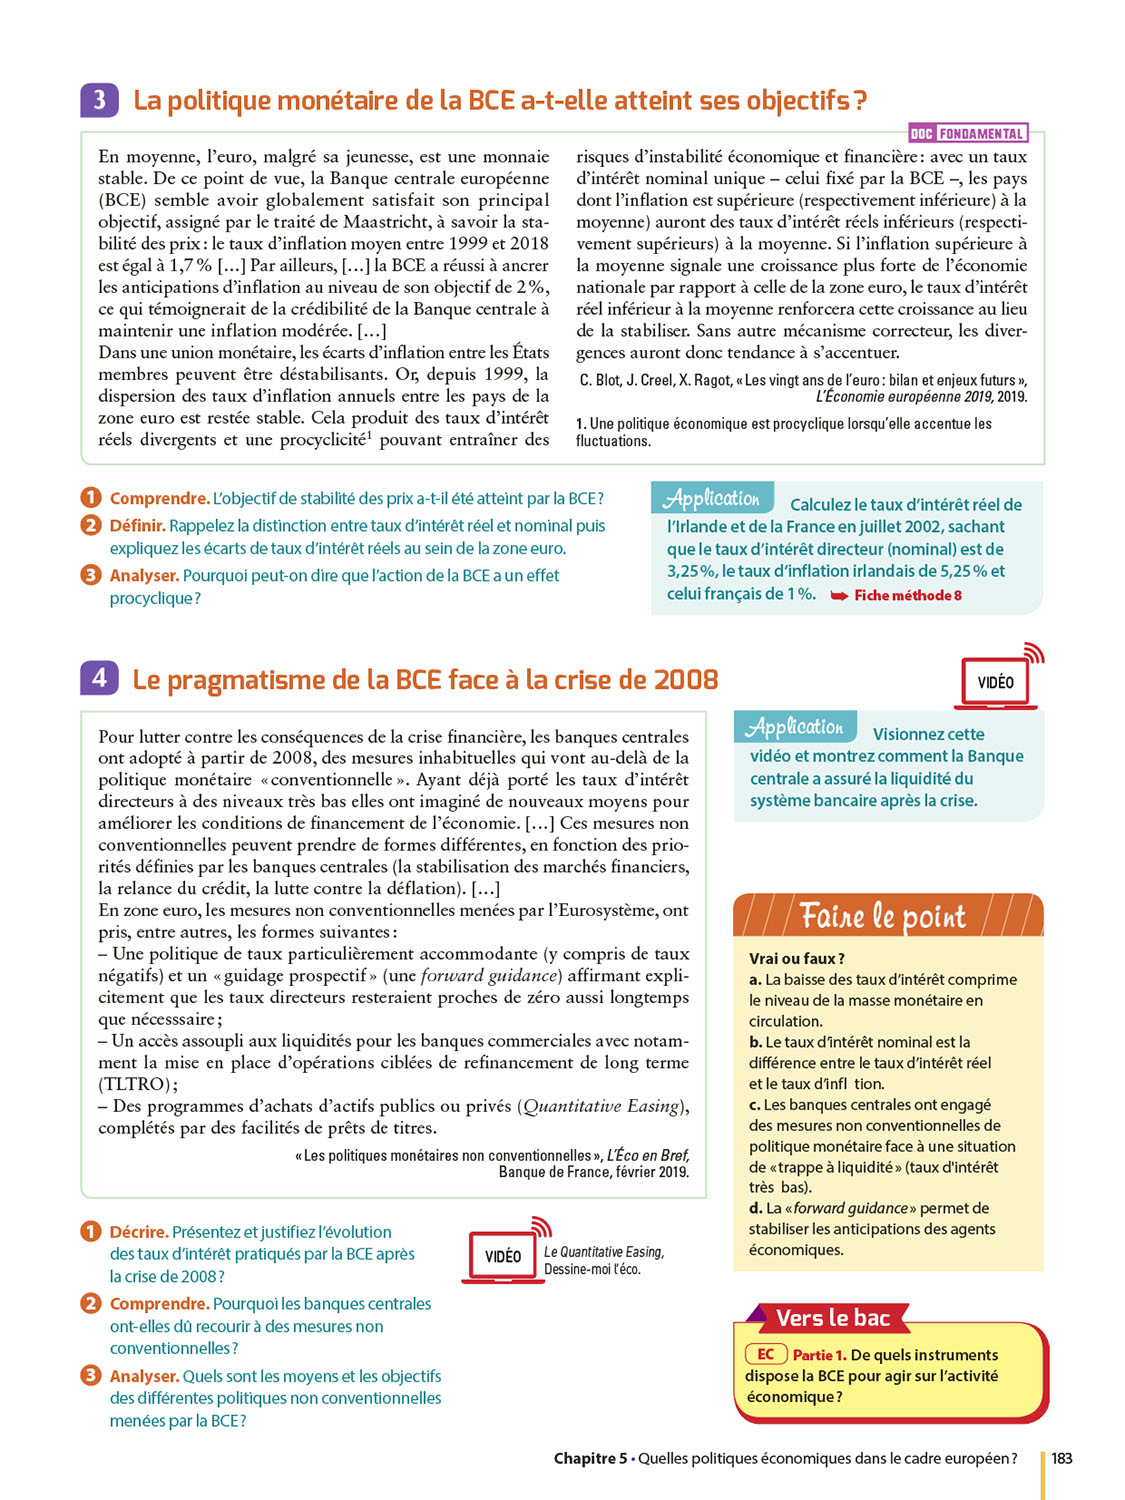 3 La politique monétaire de la BCE a-t-elle atteint ses objectifs ?
DOC FONDAMENTAL
En moyenne, l'euro, malgré sa jeunesse, est une monnaie
stable. De ce point de vue, la Banque centrale européenne
(BCE) semble avoir globalement satisfait son principal
objectif, assigné par le traité de Maastricht, à savoir la sta-
bilité des prix : le taux d'inflation moyen entre 1999 et 2018
est égal à 1,7 % [...] Par ailleurs, [...] la BCE a réussi à ancrer
les anticipations d'inflation au niveau de son objectif de 2 %,
ce qui témoignerait de la crédibilité de la Banque centrale à
maintenir une inflation modérée. [...]
Dans une union monétaire, les écarts d'inflation entre les États
membres peuvent être déstabilisants. Or, depuis 1999, la
dispersion des taux d'inflation annuels entre les pays de la
zone euro est restée stable. Cela produit des taux d'intérêt
réels divergents et une procyclicité1 pouvant entraîner des
risques d'instabilité économique et financière : avec un taux
d'intérêt nominal unique – celui fixé par la BCE –, les pays
dont l'inflation est supérieure (respectivement inférieure) à la
moyenne) auront des taux d'intérêt réels inférieurs (respecti-
vement supérieurs) à la moyenne. Si l'inflation supérieure à
la moyenne signale une croissance plus forte de l'économie
nationale par rapport à celle de la zone euro, le taux d'intérêt
réel inférieur à la moyenne renforcera cette croissance au lieu
de la stabiliser. Sans autre mécanisme correcteur, les diver-
gences auront donc tendance à s'accentuer.
C. Blot, J. Creel, X. Ragot, « Les vingt ans de l'euro : bilan et enjeux futurs »,
L'Économie européenne 2019, 2019.
1. Une politique économique est procyclique lorsqu'elle accentue les
fluctuations.
1 Comprendre. L'objectif de stabilité des prix a-t-il été atteint par la BCE ?
2 Définir. Rappelez la distinction entre taux d'intérêt réel et nominal puis
expliquez les écarts de taux d'intérêt réels au sein de la zone euro.
3 Analyser. Pourquoi peut-on dire que l'action de la BCE a un effet
procyclique ?
Application Calculez le taux d'intérêt réel de
l'Irlande et de la France en juillet 2002, sachant
que le taux d'intérêt directeur (nominal) est de
3,25 %, le taux d'inflation irlandais de 5,25 % et
celui français de 1 %. Fiche méthode 8
4 Le pragmatisme de la BCE face à la crise de 2008
Pour lutter contre les conséquences de la crise financière, les banques centrales
ont adopté à partir de 2008, des mesures inhabituelles qui vont au-delà de la
politique monétaire « conventionnelle ». Ayant déjà porté les taux d'intérêt
directeurs à des niveaux très bas elles ont imaginé de nouveaux moyens pour
améliorer les conditions de financement de l'économie. [...] Ces mesures non
conventionnelles peuvent prendre de formes différentes, en fonction des prio-
rités définies par les banques centrales (la stabilisation des marchés financiers,
la relance du crédit, la lutte contre la déflation). [...]
En zone euro, les mesures non conventionnelles menées par l'Eurosystème, ont
pris, entre autres, les formes suivantes :
– Une politique de taux particulièrement accommodante (y compris de taux
négatifs) et un « guidage prospectif » (une forward guidance) affirmant expli-
citement que les taux directeurs resteraient proches de zéro aussi longtemps
que nécesssaire ;
– Un accès assoupli aux liquidités pour les banques commerciales avec notam-
ment la mise en place d'opérations ciblées de refinancement de long terme
(TLTRO) ;
– Des programmes d'achats d'actifs publics ou privés (Quantitative Easing),
complétés par des facilités de prêts de titres.
« Les politiques monétaires non conventionnelles », L'Éco en Bref,
Banque de France, février 2019.
1 Décrire. Présentez et justifiez l'évolution
des taux d'intérêt pratiqués par la BCE après
la crise de 2008 ?
2 Comprendre. Pourquoi les banques centrales
ont-elles dû recourir à des mesures non
conventionnelles ?
3 Analyser. Quels sont les moyens et les objectifs
des différentes politiques non conventionnelles
menées par la BCE ?
VIDÉO
Le Quantitative Easing,
Dessine-moi l'éco.
VIDÉO
Application Visionnez cette
vidéo et montrez comment la Banque
centrale a assuré la liquidité du
système bancaire après la crise.
Faire le point
Vrai ou faux ?
a. La baisse des taux d'intérêt comprime
le niveau de la masse monétaire en
circulation.
b. Le taux d'intérêt nominal est la
différence entre le taux d'intérêt réel
et le taux d'infl tion.
c. Les banques centrales ont engagé
des mesures non conventionnelles de
politique monétaire face à une situation
de « trappe à liquidité » (taux d'intérêt
très bas).
d. La « forward guidance » permet de
stabiliser les anticipations des agents
économiques.
Vers le bac
EC Partie 1. De quels instruments
dispose la BCE pour agir sur l'activité
économique ?
Chapitre 5 • Quelles politiques économiques dans le cadre européen ? 183